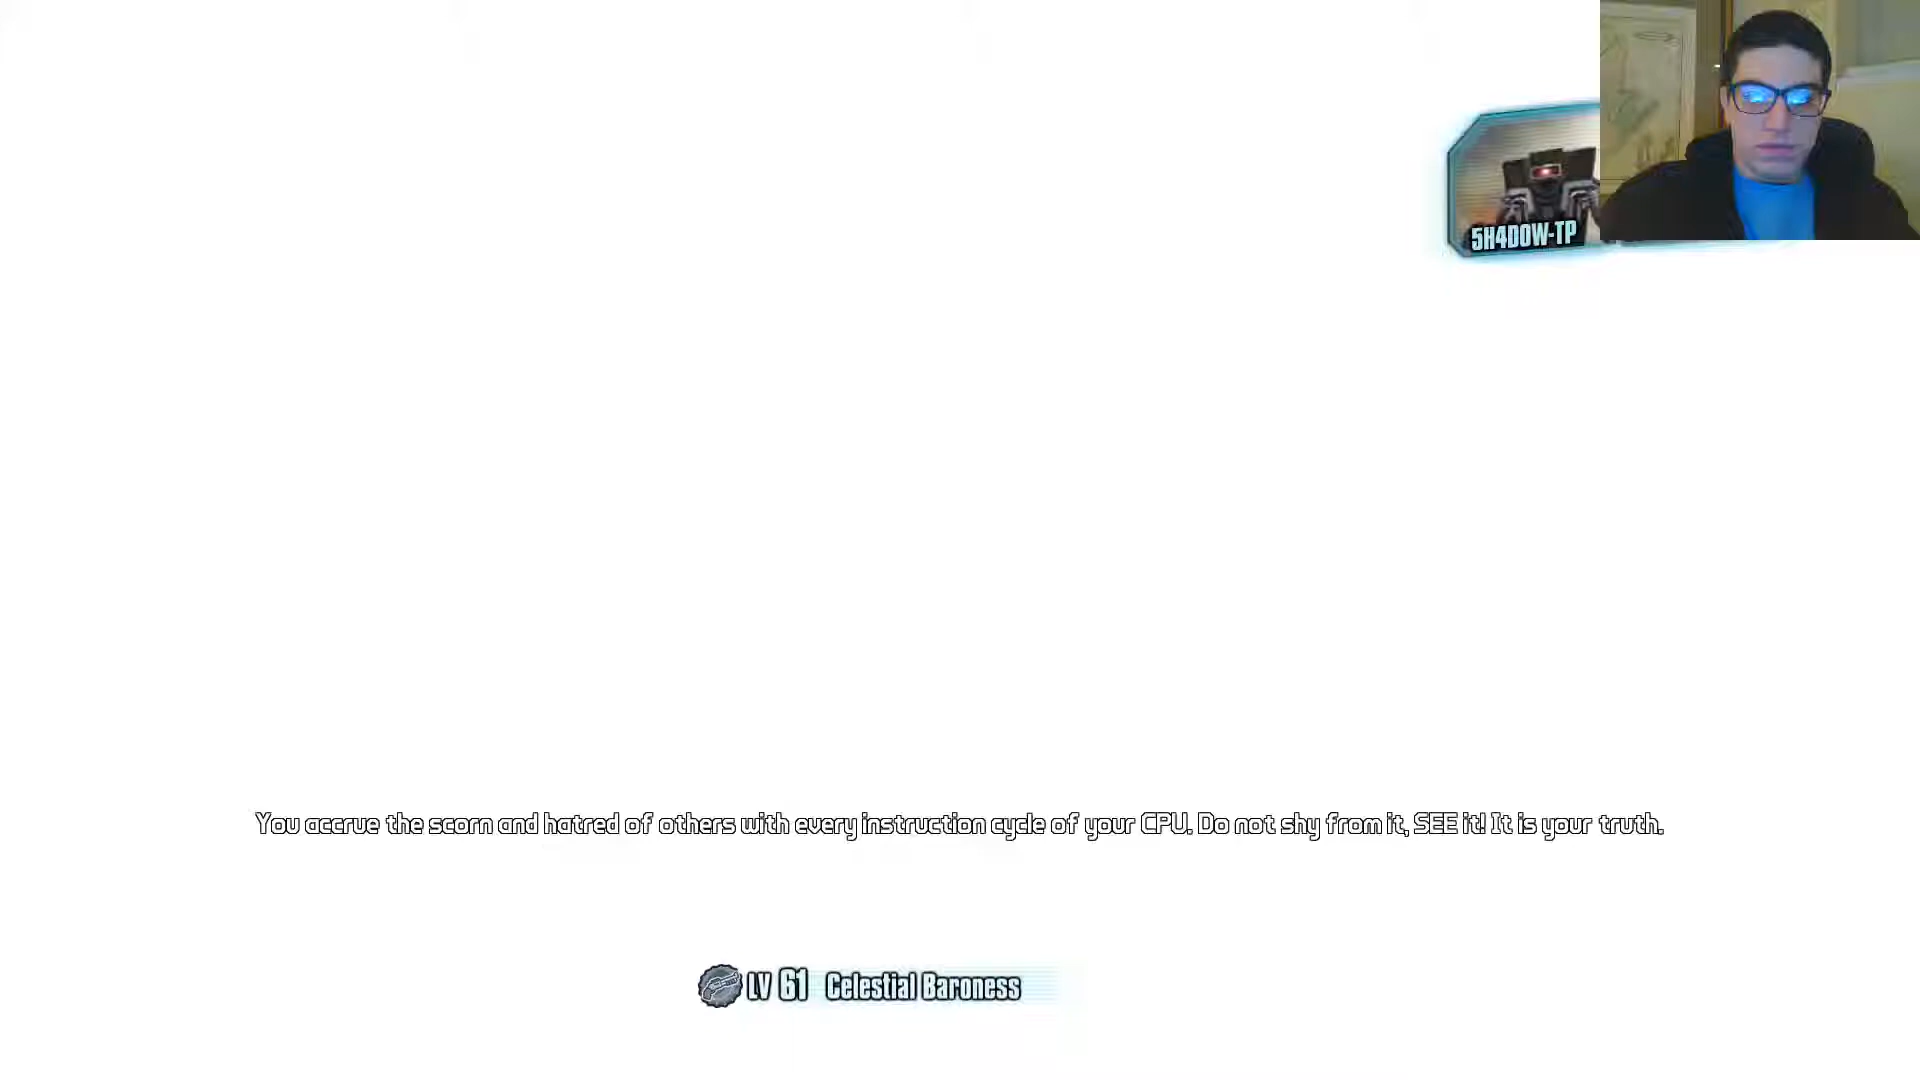 5H4D0W-TP
You accrue the scorn and hatred of others with every instruction cycle of your CPU. Do not shy from it, SEE it! It is your truth.
LV 61 Celestial Baroness